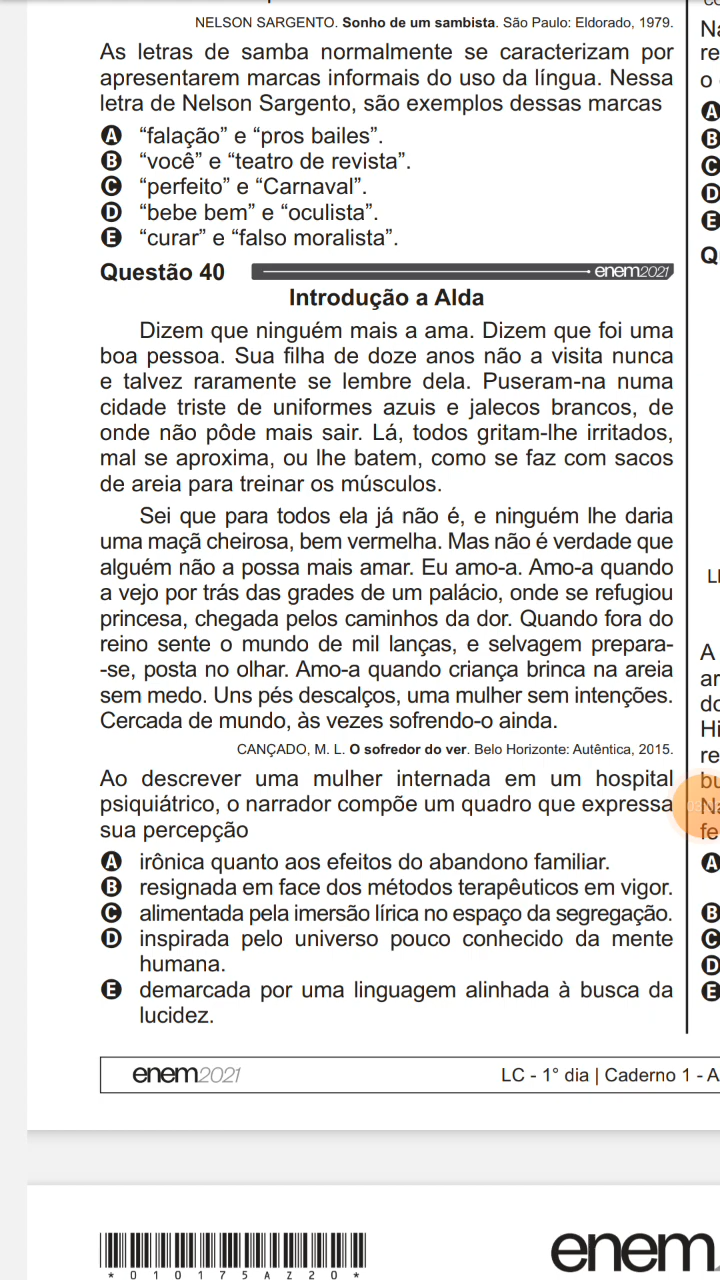 NELSON SARGENTO. Sonho de um sambista. São Paulo: Eldorado, 1979.
As letras de samba normalmente se caracterizam por
apresentarem marcas informais do uso da língua. Nessa
letra de Nelson Sargento, são exemplos dessas marcas
A "falação" e "pros bailes".
B "você" e "teatro de revista".
C "perfeito" e "Carnaval".
D "bebe bem" e "oculista".
E "curar" e "falso moralista".
Questão 40
enem2021
Introdução a Alda
Dizem que ninguém mais a ama. Dizem que foi uma
boa pessoa. Sua filha de doze anos não a visita nunca
e talvez raramente se lembre dela. Puseram-na numa
cidade triste de uniformes azuis e jalecos brancos, de
onde não pôde mais sair. Lá, todos gritam-lhe irritados,
mal se aproxima, ou lhe batem, como se faz com sacos
de areia para treinar os músculos.
Sei que para todos ela já não é, e ninguém lhe daria
uma maçã cheirosa, bem vermelha. Mas não é verdade que
alguém não a possa mais amar. Eu amo-a. Amo-a quando
a vejo por trás das grades de um palácio, onde se refugiou
princesa, chegada pelos caminhos da dor. Quando fora do
reino sente o mundo de mil lanças, e selvagem prepara-
-se, posta no olhar. Amo-a quando criança brinca na areia
sem medo. Uns pés descalços, uma mulher sem intenções.
Cercada de mundo, às vezes sofrendo-o ainda.
CANÇADO, M. L. O sofredor do ver. Belo Horizonte: Autêntica, 2015.
Ao descrever uma mulher internada em um hospital
psiquiátrico, o narrador compõe um quadro que expressa
sua percepção
A irônica quanto aos efeitos do abandono familiar.
B resignada em face dos métodos terapêuticos em vigor.
C alimentada pela imersão lírica no espaço da segregação.
D inspirada pelo universo pouco conhecido da mente
humana.
E demarcada por uma linguagem alinhada à busca da
lucidez.
enem2021
LC - 1° dia | Caderno 1 - A
*010175AZ20*
enem
Na
re
o
A
B
C
D
E
A
ar
do
Hi
re
bu
Na
fe
A
B
C
D
E